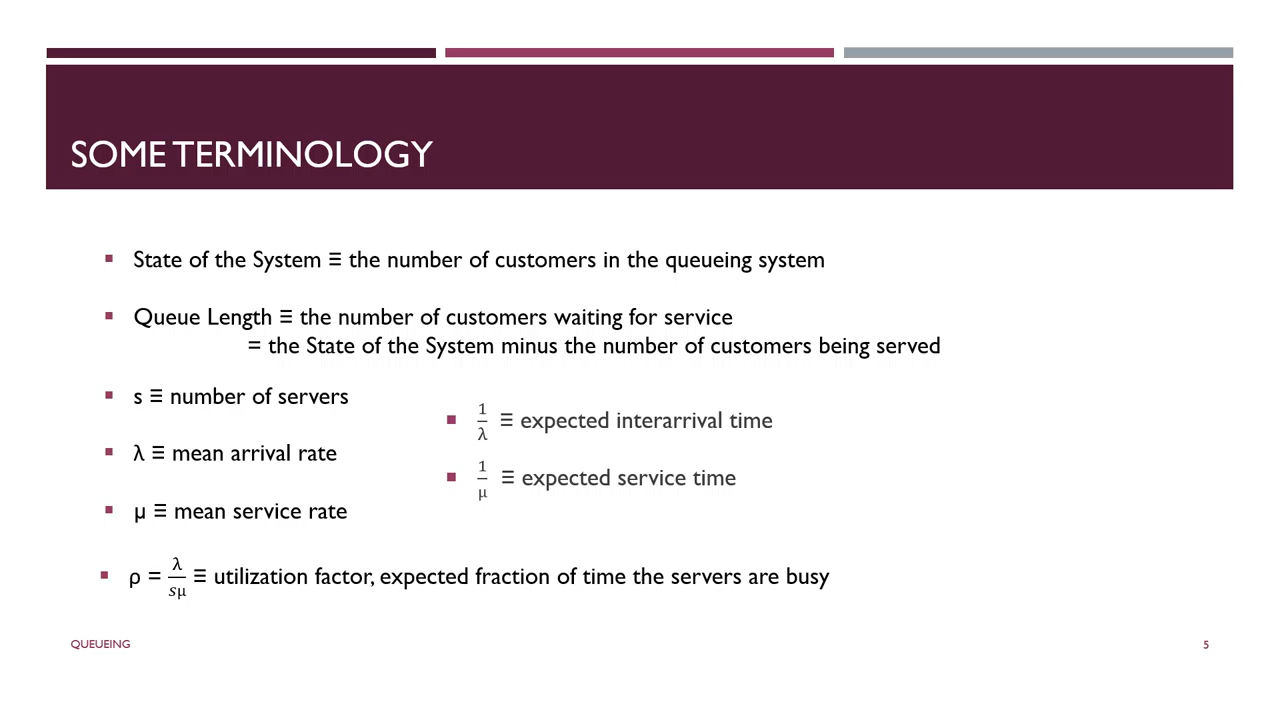 SOME TERMINOLOGY
▪ State of the System ≡ the number of customers in the queueing system
▪ Queue Length ≡ the number of customers waiting for service
= the State of the System minus the number of customers being served
▪ s ≡ number of servers
▪ λ ≡ mean arrival rate
▪ μ ≡ mean service rate
▪ 1/λ ≡ expected interarrival time
▪ 1/μ ≡ expected service time
▪ ρ = λ/sμ ≡ utilization factor, expected fraction of time the servers are busy
QUEUEING
5